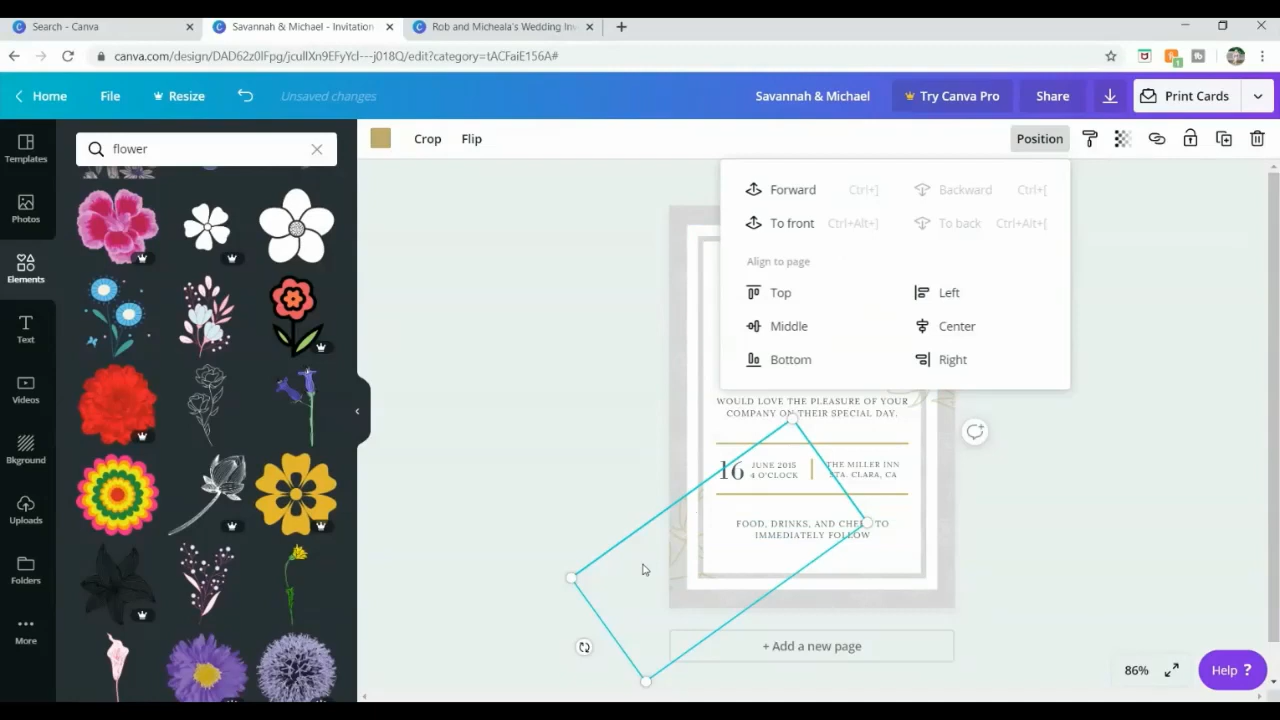 Search - Canva
Savannah & Michael - Invitation
Rob and Micheala's Wedding Inv
canva.com/design/DAD62z0lFpg/jcullXn9EFyYcl---j018Q/edit?category=tACFaiE156A#
Home
File
Resize
Unsaved changes
Savannah & Michael
Try Canva Pro
Share
Print Cards
Templates
Photos
Elements
Text
Videos
Bkground
Uploads
Folders
More
flower
Crop
Flip
Position
Forward Ctrl+]
Backward Ctrl+[
To front Ctrl+Alt+]
To back Ctrl+Alt+[
Align to page
Top
Left
Middle
Center
Bottom
Right
WOULD LOVE THE PLEASURE OF YOUR
COMPANY ON THEIR SPECIAL DAY.
16
JUNE 2015
4 O'CLOCK
THE MILLER INN
STA. CLARA, CA
FOOD, DRINKS, AND CHEER TO
IMMEDIATELY FOLLOW
+ Add a new page
86%
Help ?